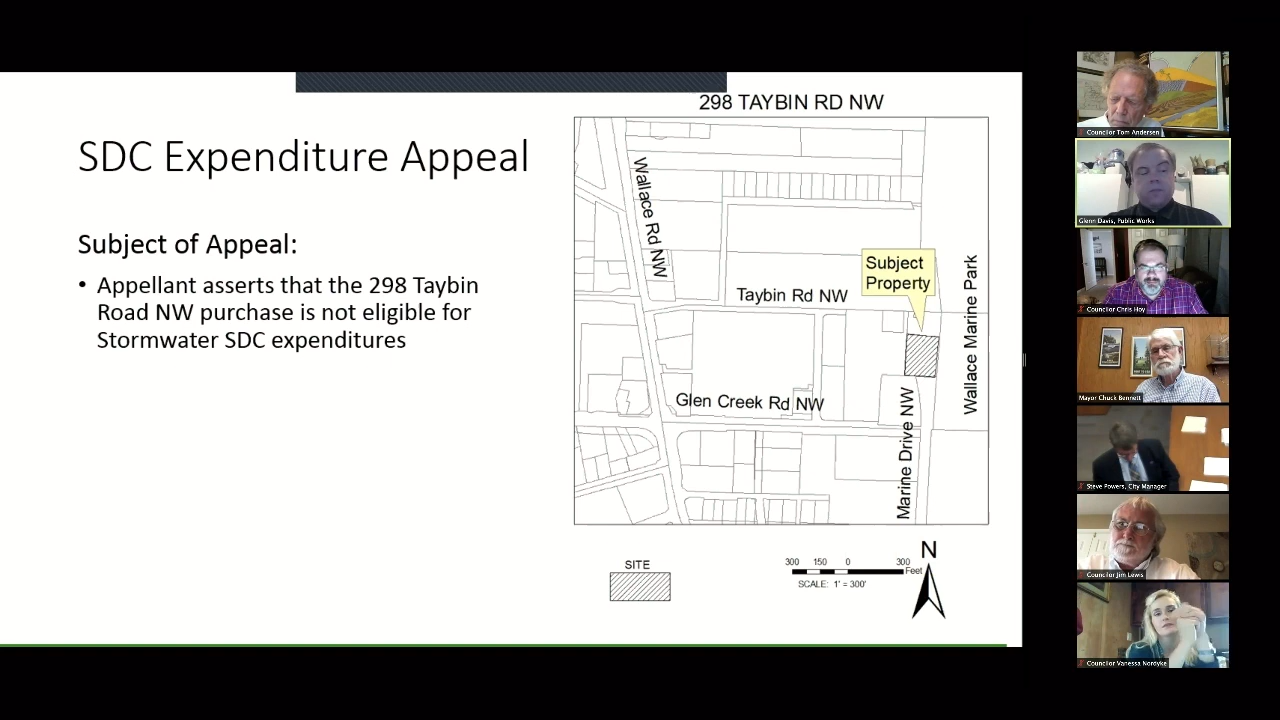 SDC Expenditure Appeal
Subject of Appeal:
• Appellant asserts that the 298 Taybin
Road NW purchase is not eligible for
Stormwater SDC expenditures
298 TAYBIN RD NW
Wallace Rd NW
Subject
Property
Taybin Rd NW
Wallace Marine Park
Glen Creek Rd NW
Marine Drive NW
SITE
300 150 0 300
Feet
SCALE: 1' = 300'
N
Councilor Tom Andersen
Glenn Davis, Public Works
Councilor Chris Hoy
Mayor Chuck Bennett
Steve Powers, City Manager
Councilor Jim Lewis
Councilor Vanessa Nordyke